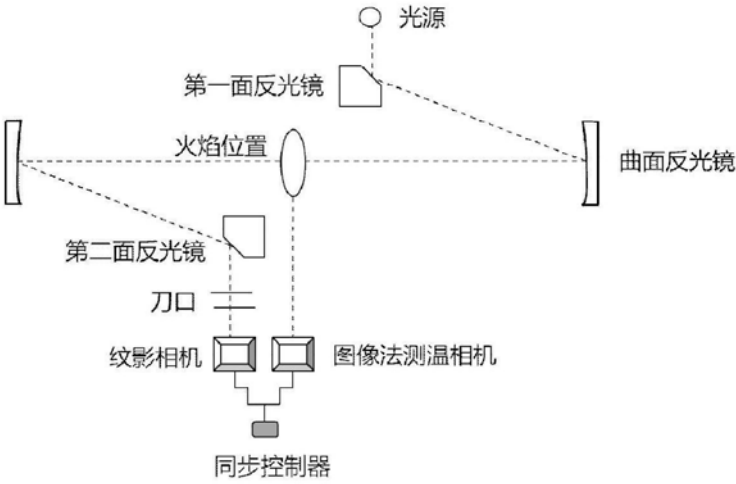 光源
第一面反光镜
火焰位置
曲面反光镜
第二面反光镜
刀口
纹影相机
图像法测温相机
同步控制器